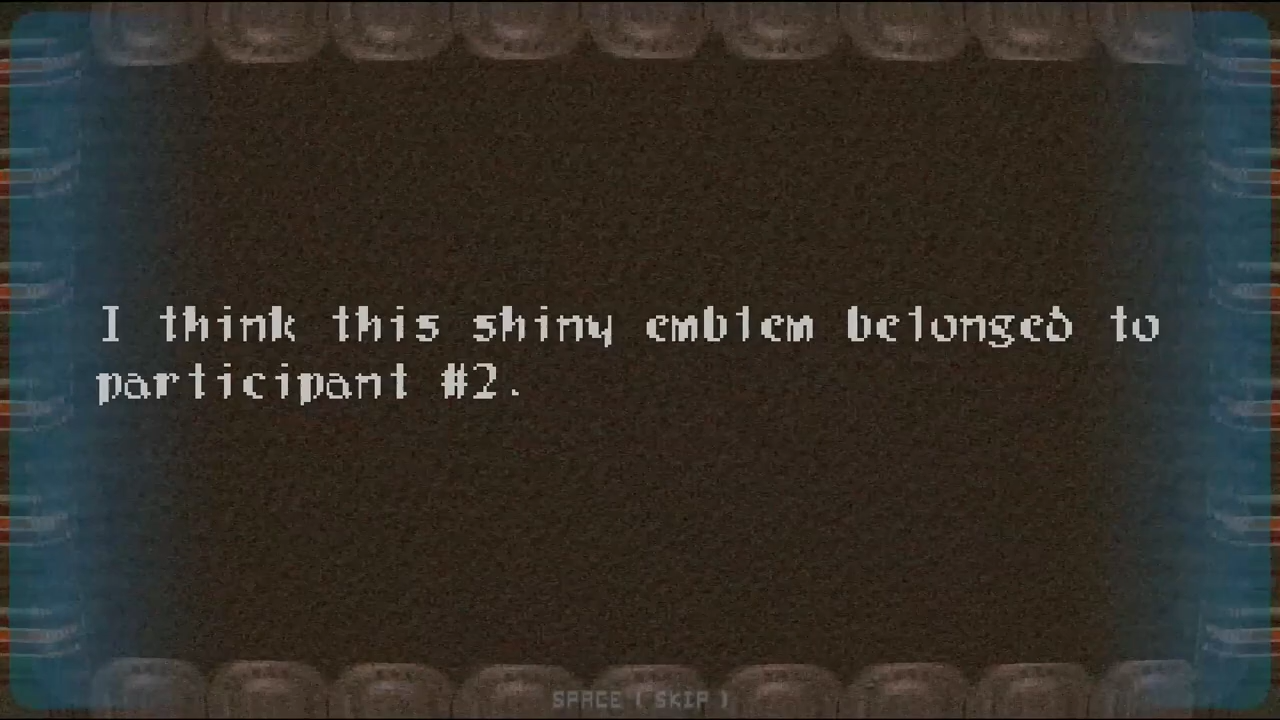 I think this shiny emblem belonged to
participant #2.
SPACE ( SKIP )